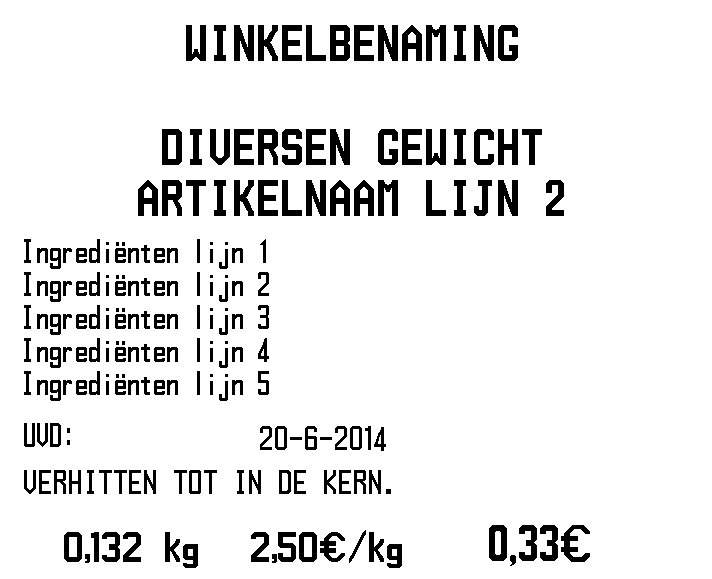 WINKELBENAMING
DIVERSEN GEWICHT
ARTIKELNAAM LIJN 2
Ingrediënten lijn 1
Ingrediënten lijn 2
Ingrediënten lijn 3
Ingrediënten lijn 4
Ingrediënten lijn 5
UVD: 20-6-2014
VERHITTEN TOT IN DE KERN.
0,132 kg 2,50€/kg 0,33€